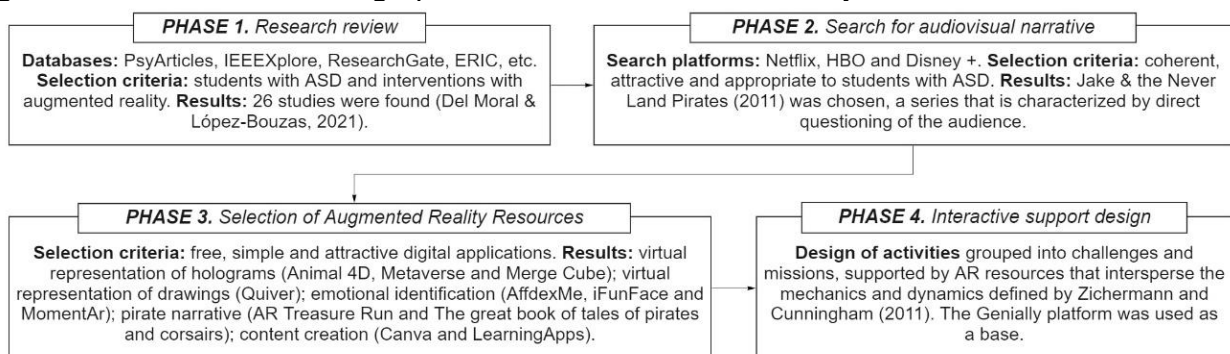 PHASE 1. Research review
Databases: PsyArticles, IEEEXplore, ResearchGate, ERIC, etc.
Selection criteria: students with ASD and interventions with
augmented reality. Results: 26 studies were found (Del Moral &
López-Bouzas, 2021).
PHASE 2. Search for audiovisual narrative
Search platforms: Netflix, HBO and Disney +. Selection criteria: coherent,
attractive and appropriate to students with ASD. Results: Jake & the Never
Land Pirates (2011) was chosen, a series that is characterized by direct
questioning of the audience.
PHASE 3. Selection of Augmented Reality Resources
Selection criteria: free, simple and attractive digital applications. Results: virtual
representation of holograms (Animal 4D, Metaverse and Merge Cube); virtual
representation of drawings (Quiver); emotional identification (AffdexMe, iFunFace and
MomentAr); pirate narrative (AR Treasure Run and The great book of tales of pirates
and corsairs); content creation (Canva and LearningApps).
PHASE 4. Interactive support design
Design of activities grouped into challenges and
missions, supported by AR resources that intersperse the
mechanics and dynamics defined by Zichermann and
Cunningham (2011). The Genially platform was used as
a base.